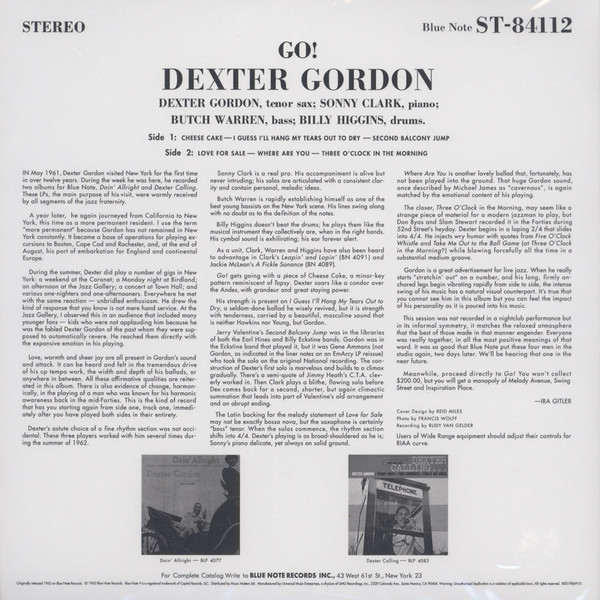 STEREO
Blue Note ST-84112
GO!
DEXTER GORDON
DEXTER GORDON, tenor sax; SONNY CLARK, piano;
BUTCH WARREN, bass; BILLY HIGGINS, drums.
Side 1: CHEESE CAKE — I GUESS I'LL HANG MY TEARS OUT TO DRY — SECOND BALCONY JUMP
Side 2: LOVE FOR SALE — WHERE ARE YOU — THREE O'CLOCK IN THE MORNING
IN May 1961, Dexter Gordon visited New York for the first time
in over twelve years. During the week he was here, he recorded
two albums for Blue Note, Doin' Allright and Dexter Calling.
These LPs, the main purpose of his visit, were warmly received
by all segments of the jazz fraternity.
A year later, he again journeyed from California to New
York, this time as a more permanent resident. I use the term
"more permanent" because Gordon has not remained in New
York constantly. It became a base of operations for playing ex-
cursions to Boston, Cape Cod and Rochester, and, at the end of
August, his port of embarkation for England and continental
Europe.
During the summer, Dexter did play a number of gigs in New
York: a weekend at the Coronet; a Monday night at Birdland;
an afternoon at the Jazz Gallery; a concert at Town Hall; and
various one-nighters and one-afternooners. Everywhere he met
with the same reaction — unbridled enthusiasm. He drew the
kind of response that you know is not mere hand service. At the
Jazz Gallery, I observed this in an audience that included many
younger fans — kids who were not applauding him because he
was the fabled Dexter Gordon of the past whom they were sup-
posed to automatically revere. He reached them directly with
the expansive emotion in his playing.
Love, warmth and sheer joy are all present in Gordon's sound
and attack. It can be heard and felt in the tremendous drive
of his up tempo work, the width and depth of his ballads, or
anywhere in between. All these affirmative qualities are reiter-
ated in this album. There is also evidence of change, harmoni-
cally, in the playing of a man who was known for his harmonic
awareness back in the mid-Forties. This is the kind of record
that has you starting again from side one, track one, immedi-
ately after you have played both sides in their entirety.
Dexter's astute choice of a fine rhythm section was not acci-
dental. These three players worked with him several times dur-
ing the summer of 1962.
Sonny Clark is a real pro. His accompaniment is alive but
never intruding; his solos are articulated with a consistent clar-
ity and contain personal, melodic ideas.
Butch Warren is rapidly establishing himself as one of the
best young bassists on the New York scene. His lines swing along
with no doubt as to the definition of the notes.
Billy Higgins doesn't beat the drums; he plays them like the
musical instrument they collectively are, when in the right hands.
His cymbal sound is exhilarating; his ear forever alert.
As a unit, Clark, Warren and Higgins have also been heard
to advantage in Clark's Leapin' and Lopin' (BN 4091) and
Jackie McLean's A Fickle Sonance (BN 4089).
Go! gets going with a piece of Cheese Cake, a minor-key
pattern reminiscent of Topsy. Dexter soars like a condor over
the Andes, with grandeur and great staying power.
His strength is present on I Guess I'll Hang My Tears Out to
Dry, a seldom-done ballad he wisely revived, but it is strength
with tenderness, carried by a beautiful, masculine sound that
is neither Hawkins nor Young, but Gordon.
Jerry Valentine's Second Balcony Jump was in the libraries
of both the Earl Hines and Billy Eckstine bands. Gordon was in
the Eckstine band that played it, but it was Gene Ammons (not
Gordon, as indicated in the liner notes on an EmArcy LP reissue)
who took the solo on the original National recording. The con-
struction of Dexter's first solo is marvelous and builds to a climax
gradually. There's a semi-quote of Jimmy Heath's C.T.A. clev-
erly worked in. Then Clark plays a blithe, flowing solo before
Dex comes back for a second, shorter, but again climactic
summation that leads into part of Valentine's old arrangement
and an abrupt ending.
The Latin backing for the melody statement of Love for Sale
may not be exactly bossa nova, but the saxophone is certainly
"boss" tenor. When the solos commence, the rhythm section
shifts into 4/4. Dexter's playing is as broad-shouldered as he is;
Sonny's piano delicate, yet always on solid ground.
Where Are You is another lovely ballad that, fortunately, has
not been played into the ground. That huge Gordon sound,
once described by Michael James as "cavernous", is again
matched by the emotional content of his playing.
The closer, Three O'Clock in the Morning, may seem like a
strange piece of material for a modern jazzman to play, but
Don Byas and Slam Stewart recorded it in the Forties during
52nd Street's heyday. Dexter begins in a loping 2/4 that slides
into 4/4. He injects wry humor with quotes from Five O'Clock
Whistle and Take Me Out to the Ball Game (at Three O'Clock
in the Morning?) while blowing forcefully all the time in a
substantial medium groove.
Gordon is a great advertisement for live jazz. When he really
starts "stretchin' out" on a number, and his long, firmly an-
chored legs begin vibrating rapidly from side to side, the intense
swing of his music has a natural visual counterpart. It's true that
you cannot see him in this album but you can feel the impact
of his personality as it is poured into his music.
This session was not recorded in a nightclub performance but
in its informal symmetry, it matches the relaxed atmosphere
that the best of those made in that manner engender. Everyone
was really together, in all the most positive meanings of that
word. It was so good that Blue Note put these four men in the
studio again, two days later. We'll be hearing that one in the
near future.
Meanwhile, proceed directly to Go! You won't collect
$200.00, but you will get a monopoly of Melody Avenue, Swing
Street and Inspiration Place.
—IRA GITLER
Cover Design by REID MILES
Photo by FRANCIS WOLFF
Recording by RUDY VAN GELDER
Users of Wide Range equipment should adjust their controls for
RIAA curve.
Doin' Allright
Dexter Gordon
DEXTER
CALLING
TELEPHONE
Doin' Allright — BLP 4077
Dexter Calling — BLP 4083
For Complete Catalog Write to BLUE NOTE RECORDS INC., 43 West 61st St., New York 23